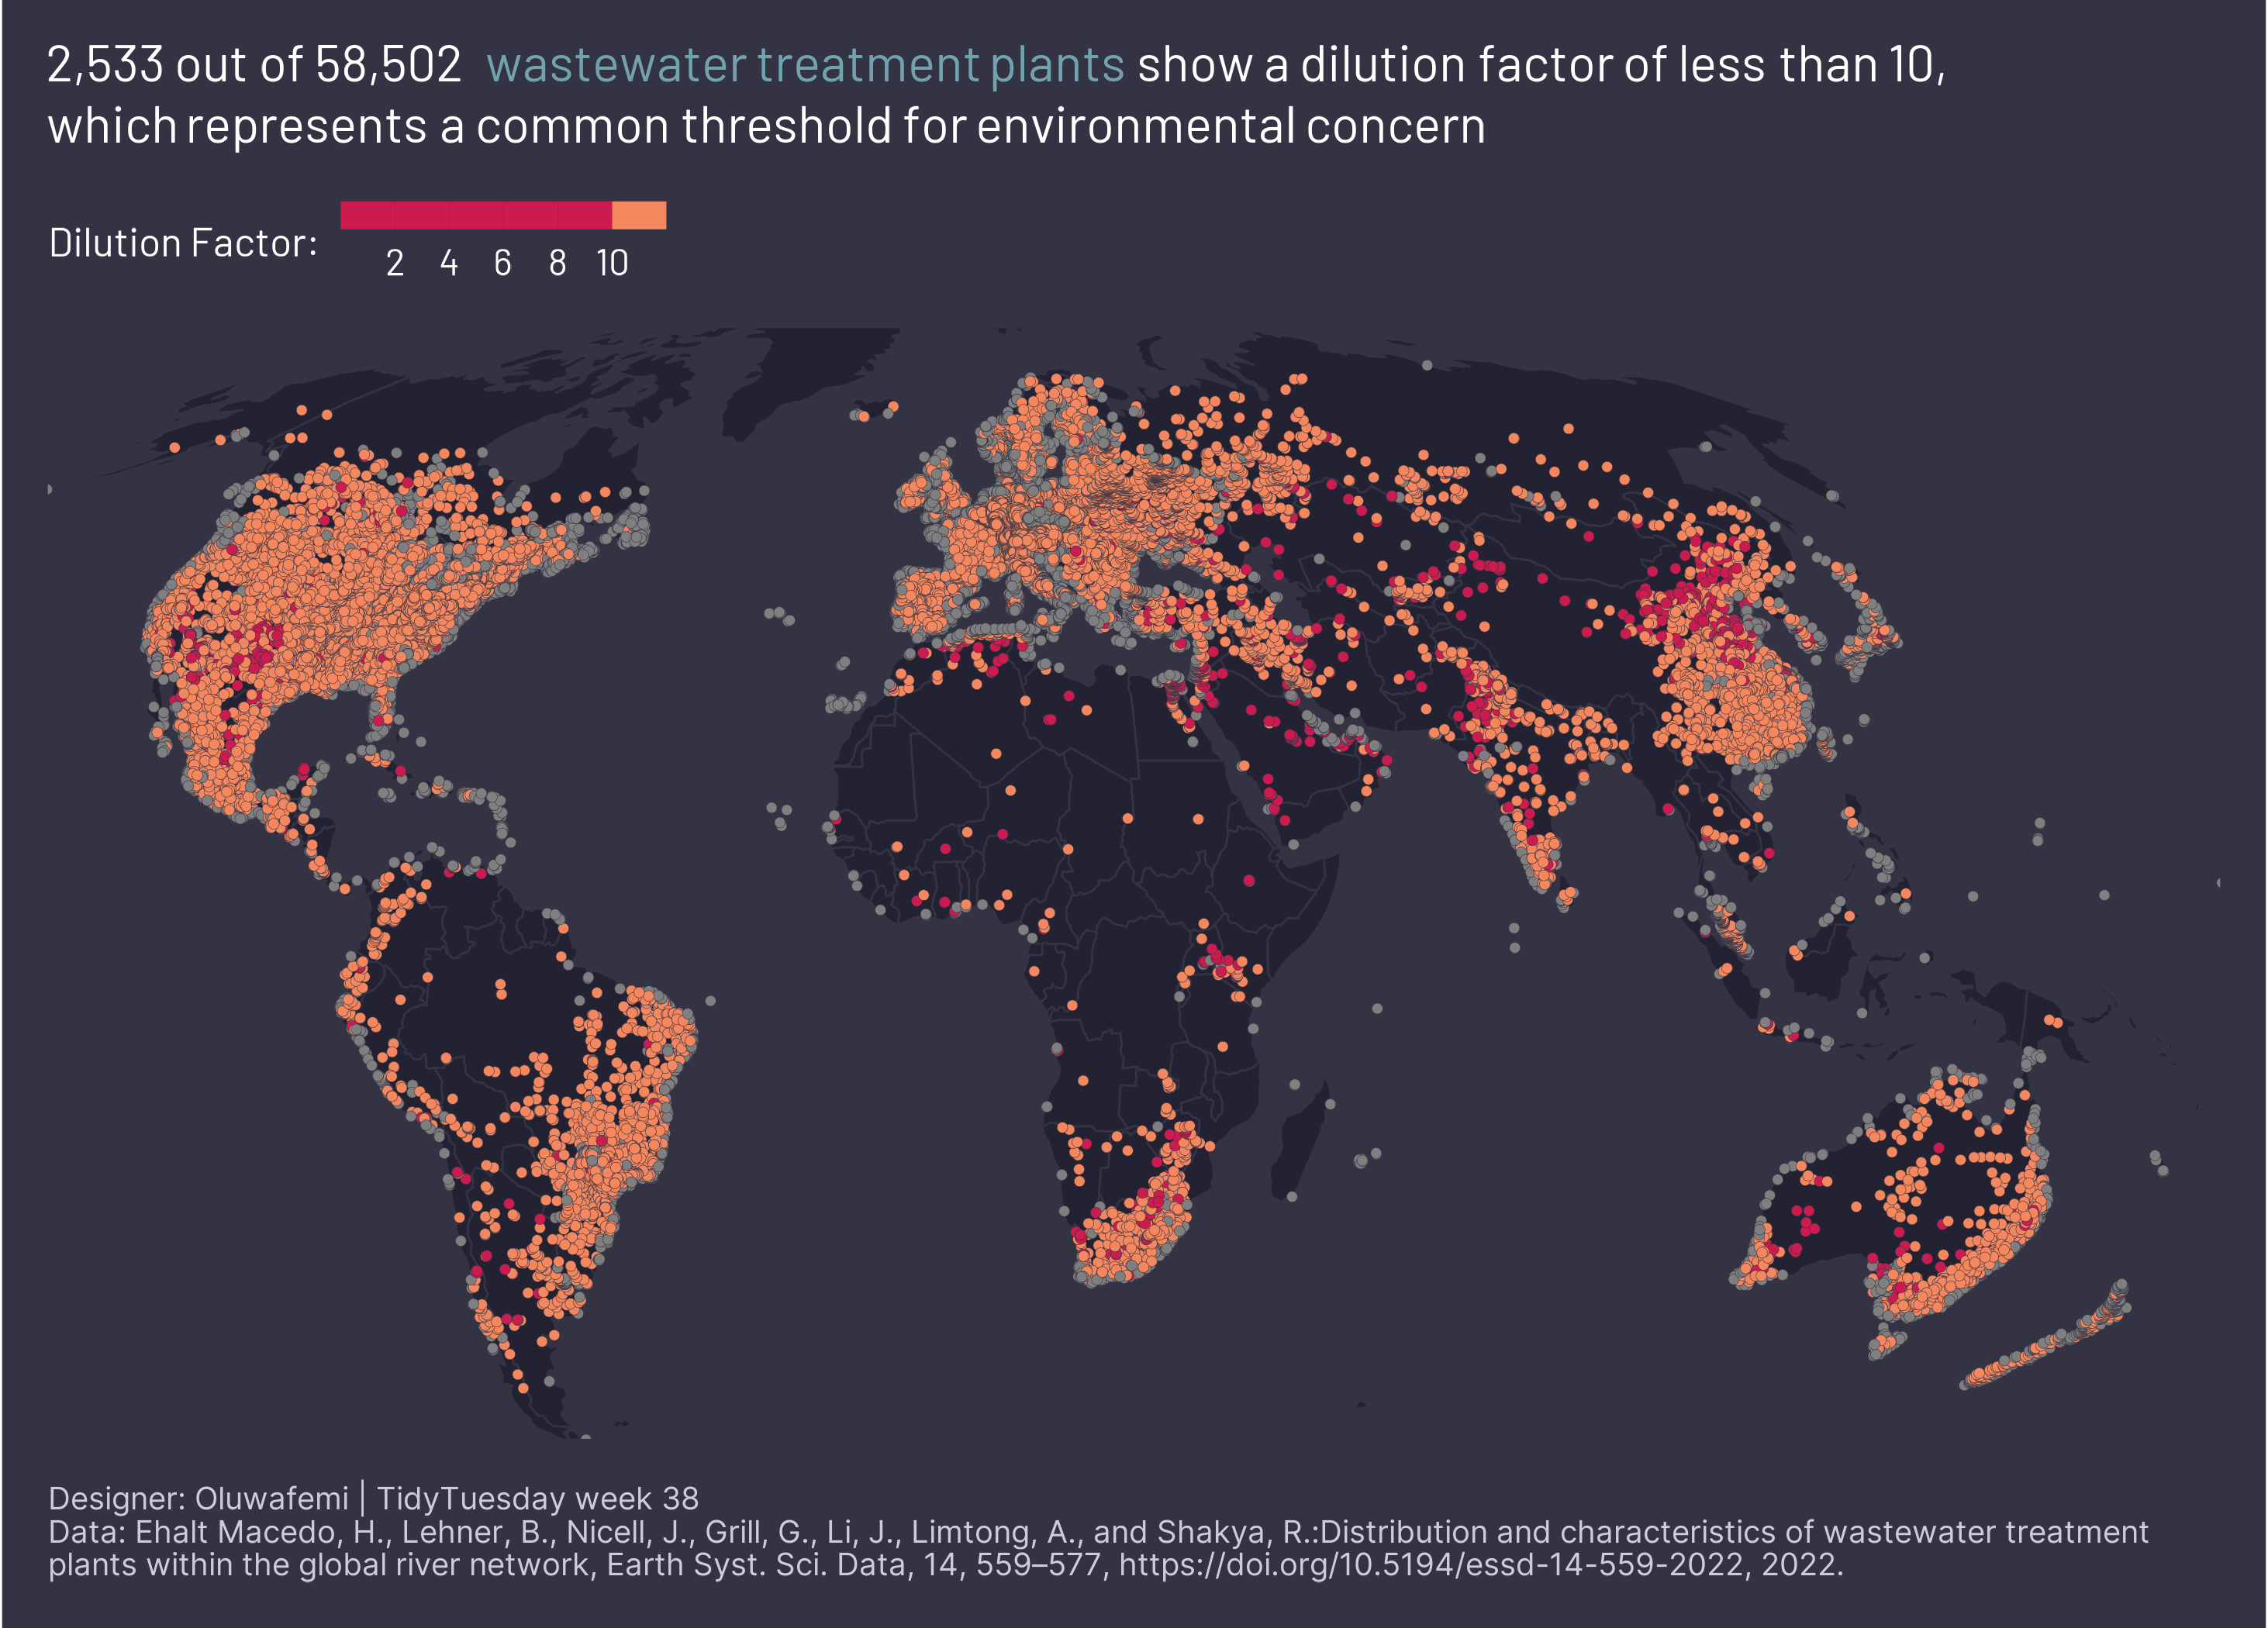 2,533 out of 58,502 wastewater treatment plants show a dilution factor of less than 10,
which represents a common threshold for environmental concern
Dilution Factor:
2 4 6 8 10
Designer: Oluwafemi | TidyTuesday week 38
Data: Ehalt Macedo, H., Lehner, B., Nicell, J., Grill, G., Li, J., Limtong, A., and Shakya, R.:Distribution and characteristics of wastewater treatment
plants within the global river network, Earth Syst. Sci. Data, 14, 559–577, https://doi.org/10.5194/essd-14-559-2022, 2022.